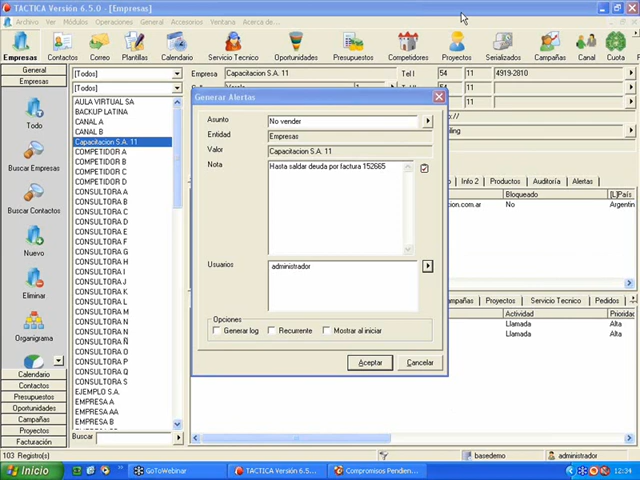 TACTICA Versión 6.5.0 - [Empresas]
Archivo Ver Módulos Operaciones General Accesorios Ventana Acerca de ...
Empresas Contactos Correo Plantillas Calendario Servicio Tecnico Oportunidades Presupuestos Competidores Proyectos Serializados Campañas Canal Cuota
General
Empresas
Todo
Buscar Empresas
Buscar Contactos
Nuevo
Eliminar
Organigrama
Calendario
Contactos
Presupuestos
Oportunidades
Campañas
Proyectos
Facturación
[Todos]
[Todos]
AULA VIRTUAL SA
BACKUP LATINA
CANAL A
CANAL B
Capacitacion S.A. 11
COMPETIDOR A
COMPETIDOR B
COMPETIDOR C
COMPETIDOR D
CONSULTORA A
CONSULTORA B
CONSULTORA C
CONSULTORA D
CONSULTORA E
CONSULTORA F
CONSULTORA G
CONSULTORA H
CONSULTORA I
CONSULTORA J
CONSULTORA K
CONSULTORA L
CONSULTORA M
CONSULTORA N
CONSULTORA Ñ
CONSULTORA O
CONSULTORA P
CONSULTORA Q
CONSULTORA R
CONSULTORA S
EJEMPLO S.A.
EMPRESA A
EMPRESA AA
EMPRESA B
Buscar
Empresa Capacitacion S.A. 11 Tel I 54 11 4919-2810
Generar Alertas
Asunto No vender
Entidad Empresas
Valor Capacitacion S.A. 11
Nota Hasta saldar deuda por factura 152665
Usuarios administrador
Opciones
Generar log Recurrente Mostrar al iniciar
Aceptar Cancelar
Info 2 Productos Auditoría Alertas
Bloqueado [L]País
cion.com.ar No Argentin
mpañas Proyectos Servicio Tecnico Pedidos
Actividad Prioridad
Llamada Alta
Llamada Alta
103 Registro(s) basedemo administrador
Inicio GoToWebinar TACTICA Versión 6.5... Compromisos Pendien... 12:34